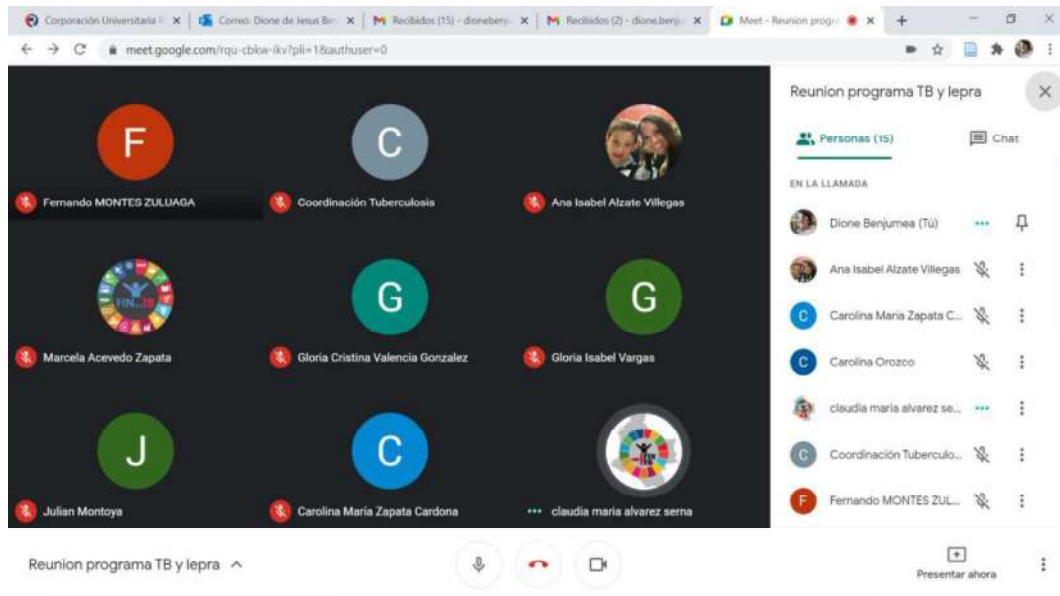 Corporación Universitaria R
Correo: Dione de Jesus Ben
Recibidos (15) - dionebenj
Recibidos (2) - dione.benju
Meet - Reunion progr
meet.google.com/rqu-cbkw-ikv?pli=1&authuser=0
F
Fernando MONTES ZULUAGA
C
Coordinación Tuberculosis
Ana Isabel Alzate Villegas
Marcela Acevedo Zapata
G
Gloria Cristina Valencia Gonzalez
G
Gloria Isabel Vargas
J
Julian Montoya
C
Carolina María Zapata Cardona
claudia maria alvarez serna
Reunion programa TB y lepra
Personas (15)
Chat
EN LA LLAMADA
Dione Benjumea (Tú)
Ana Isabel Alzate Villegas
C
Carolina María Zapata C...
C
Carolina Orozco
claudia maria alvarez se...
C
Coordinación Tuberculo...
F
Fernando MONTES ZUL...
Reunion programa TB y lepra
Presentar ahora